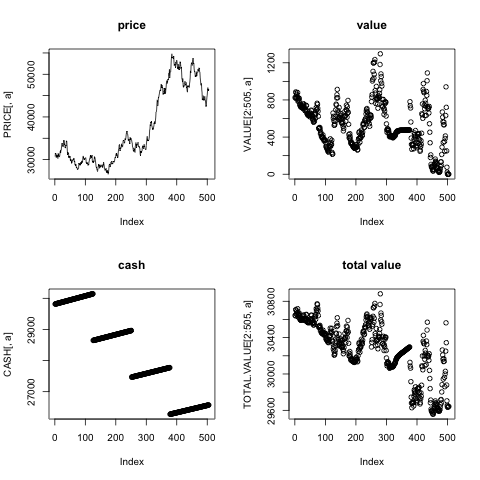 price
PRICE[, a]
30000 40000 50000
0 100 200 300 400 500
Index
value
VALUE[2:505, a]
0 400 800 1200
0 100 200 300 400 500
Index
cash
CASH[, a]
27000 29000
0 100 200 300 400 500
Index
total value
TOTAL.VALUE[2:505, a]
29600 30000 30400 30800
0 100 200 300 400 500
Index